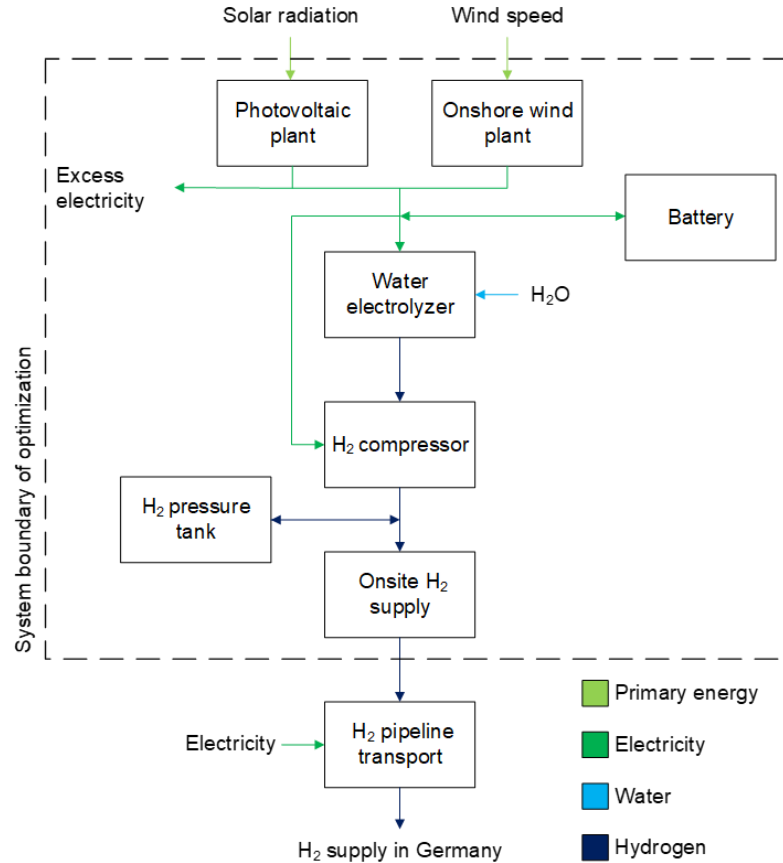 Solar radiation
Wind speed
Photovoltaic
plant
Onshore wind
plant
Excess
electricity
Battery
Water
electrolyzer
H₂O
H₂ compressor
H₂ pressure
tank
Onsite H₂
supply
System boundary of optimization
Electricity
H₂ pipeline
transport
H₂ supply in Germany
Primary energy
Electricity
Water
Hydrogen